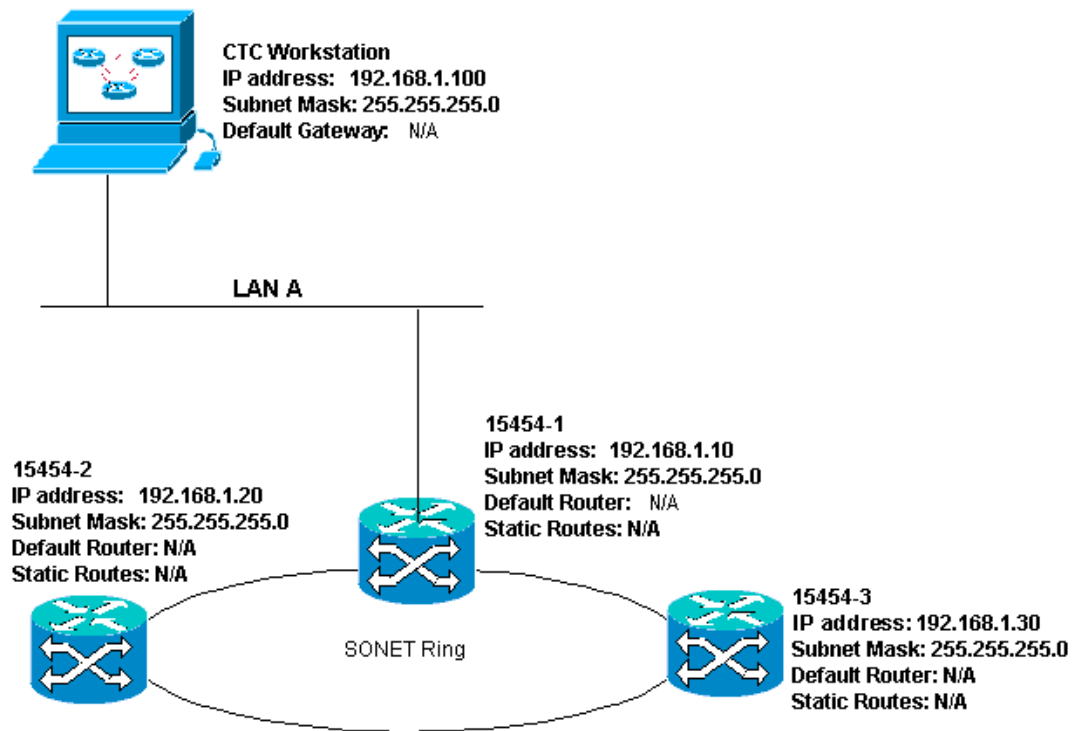 CTC Workstation
IP address: 192.168.1.100
Subnet Mask: 255.255.255.0
Default Gateway: N/A
LAN A
15454-1
IP address: 192.168.1.10
Subnet Mask: 255.255.255.0
Default Router: N/A
Static Routes: N/A
15454-2
IP address: 192.168.1.20
Subnet Mask: 255.255.255.0
Default Router: N/A
Static Routes: N/A
SONET Ring
15454-3
IP address: 192.168.1.30
Subnet Mask: 255.255.255.0
Default Router: N/A
Static Routes: N/A